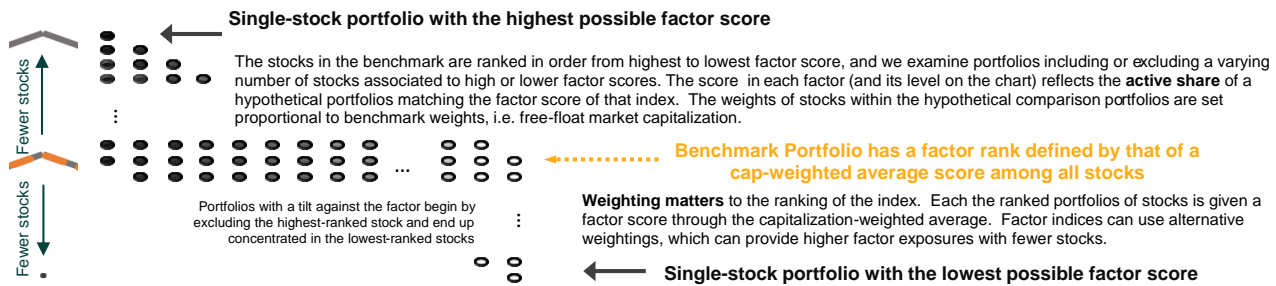 Single-stock portfolio with the highest possible factor score
Fewer stocks
The stocks in the benchmark are ranked in order from highest to lowest factor score, and we examine portfolios including or excluding a varying
number of stocks associated to high or lower factor scores. The score in each factor (and its level on the chart) reflects the active share of a
hypothetical portfolios matching the factor score of that index. The weights of stocks within the hypothetical comparison portfolios are set
proportional to benchmark weights, i.e. free-float market capitalization.
...
...
Benchmark Portfolio has a factor rank defined by that of a
cap-weighted average score among all stocks
Fewer stocks
Portfolios with a tilt against the factor begin by
excluding the highest-ranked stock and end up
concentrated in the lowest-ranked stocks
...
Weighting matters to the ranking of the index. Each the ranked portfolios of stocks is given a
factor score through the capitalization-weighted average. Factor indices can use alternative
weightings, which can provide higher factor exposures with fewer stocks.
Single-stock portfolio with the lowest possible factor score